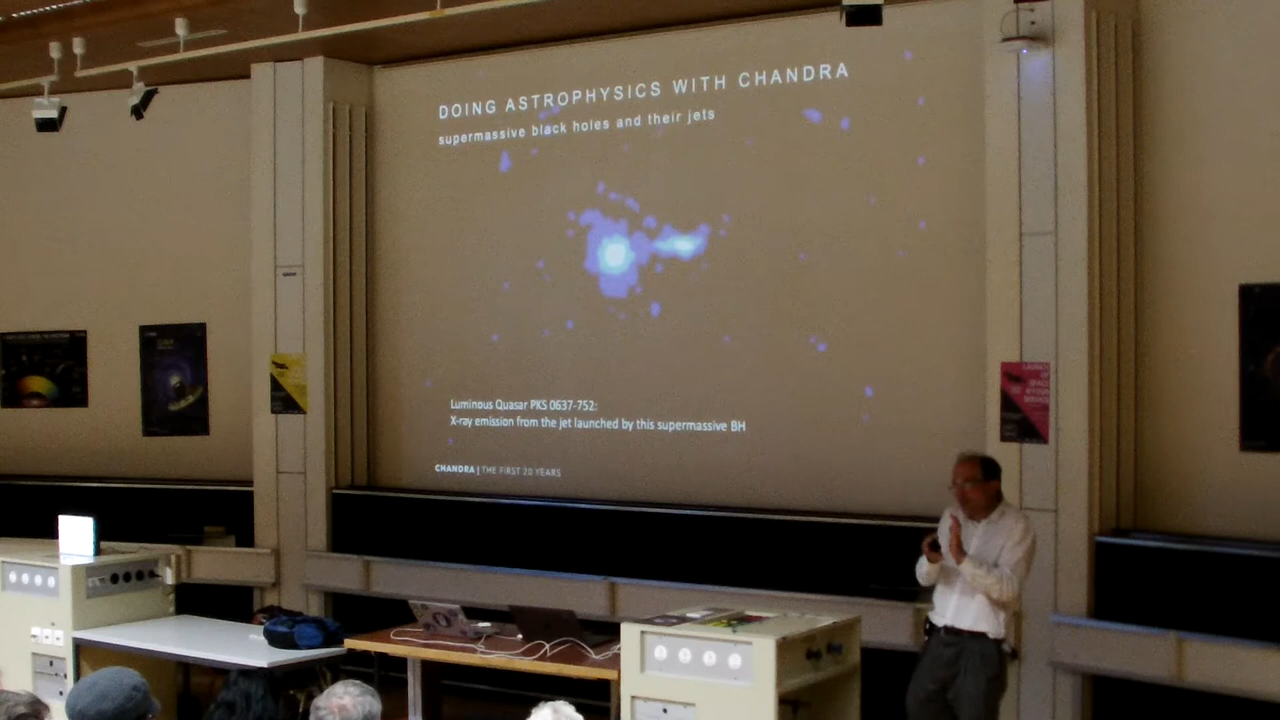 DOING ASTROPHYSICS WITH CHANDRA
supermassive black holes and their jets
Luminous Quasar PKS 0637-752:
X-ray emission from the jet launched by this supermassive BH
CHANDRA | THE FIRST 20 YEARS